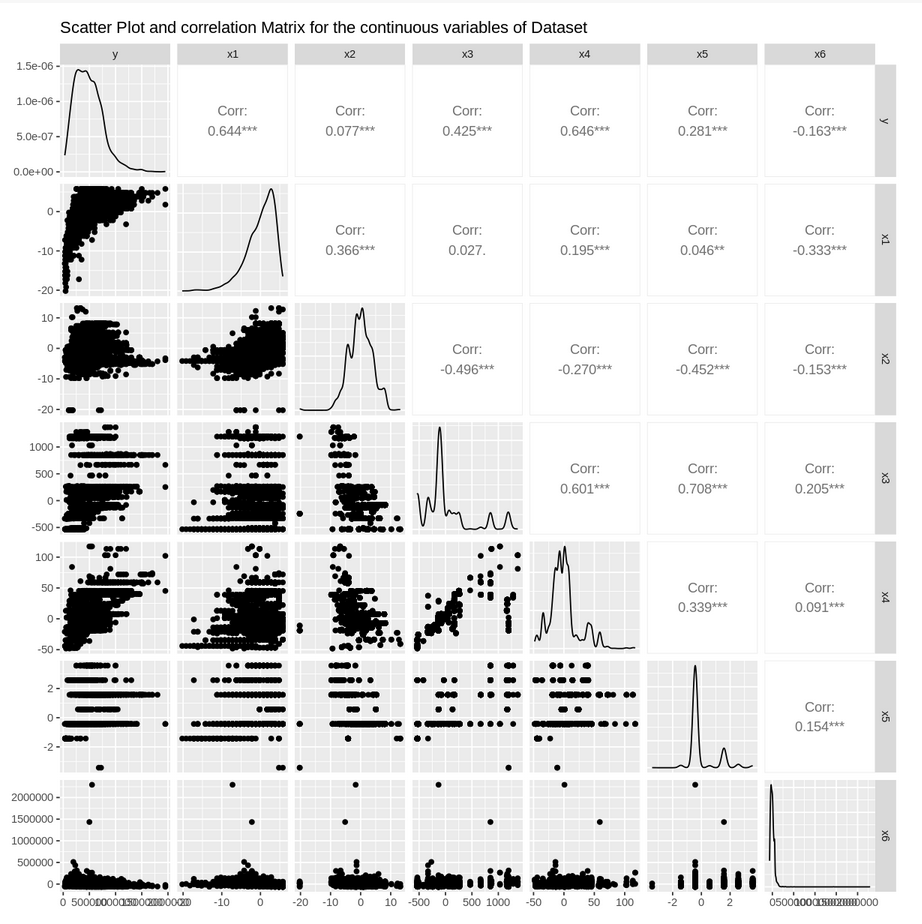 Scatter Plot and correlation Matrix for the continuous variables of Dataset
y x1 x2 x3 x4 x5 x6
1.5e-06
1.0e-06
5.0e-07
0.0e+00
Corr: Corr: Corr: Corr: Corr: Corr:
0.644*** 0.077*** 0.425*** 0.646*** 0.281*** -0.163***
y
0
-10
-20
Corr: Corr: Corr: Corr: Corr:
0.366*** 0.027. 0.195*** 0.046** -0.333***
x1
10
0
-10
-20
Corr: Corr: Corr: Corr:
-0.496*** -0.270*** -0.452*** -0.153***
x2
1000
500
0
-500
Corr: Corr: Corr:
0.601*** 0.708*** 0.205***
x3
100
50
0
-50
Corr: Corr:
0.339*** 0.091***
x4
2
0
-2
Corr:
0.154***
x5
2000000
1500000
1000000
500000
0
x6
0 -20 -10 0 -20 -10 0 10 -500 0 500 1000 -50 0 50 100 -2 0 2 0